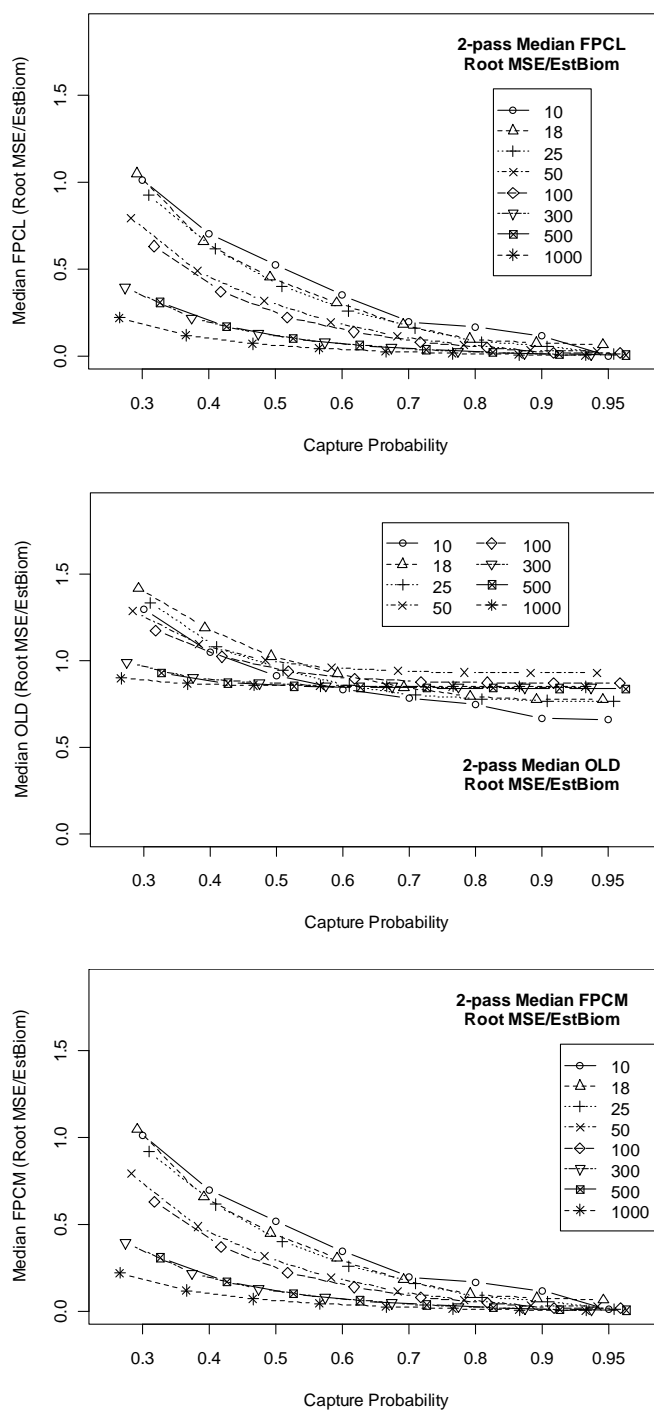 2-pass Median FPCL
Root MSE/EstBiom
Median FPCL (Root MSE/EstBiom)
1.5
1.0
0.5
0.0
10
18
25
50
100
300
500
1000
0.3 0.4 0.5 0.6 0.7 0.8 0.9 0.95
Capture Probability
Median OLD (Root MSE/EstBiom)
1.5
1.0
0.5
0.0
10 100
18 300
25 500
50 1000
2-pass Median OLD
Root MSE/EstBiom
0.3 0.4 0.5 0.6 0.7 0.8 0.9 0.95
Capture Probability
2-pass Median FPCM
Root MSE/EstBiom
Median FPCM (Root MSE/EstBiom)
1.5
1.0
0.5
0.0
10
18
25
50
100
300
500
1000
0.3 0.4 0.5 0.6 0.7 0.8 0.9 0.95
Capture Probability